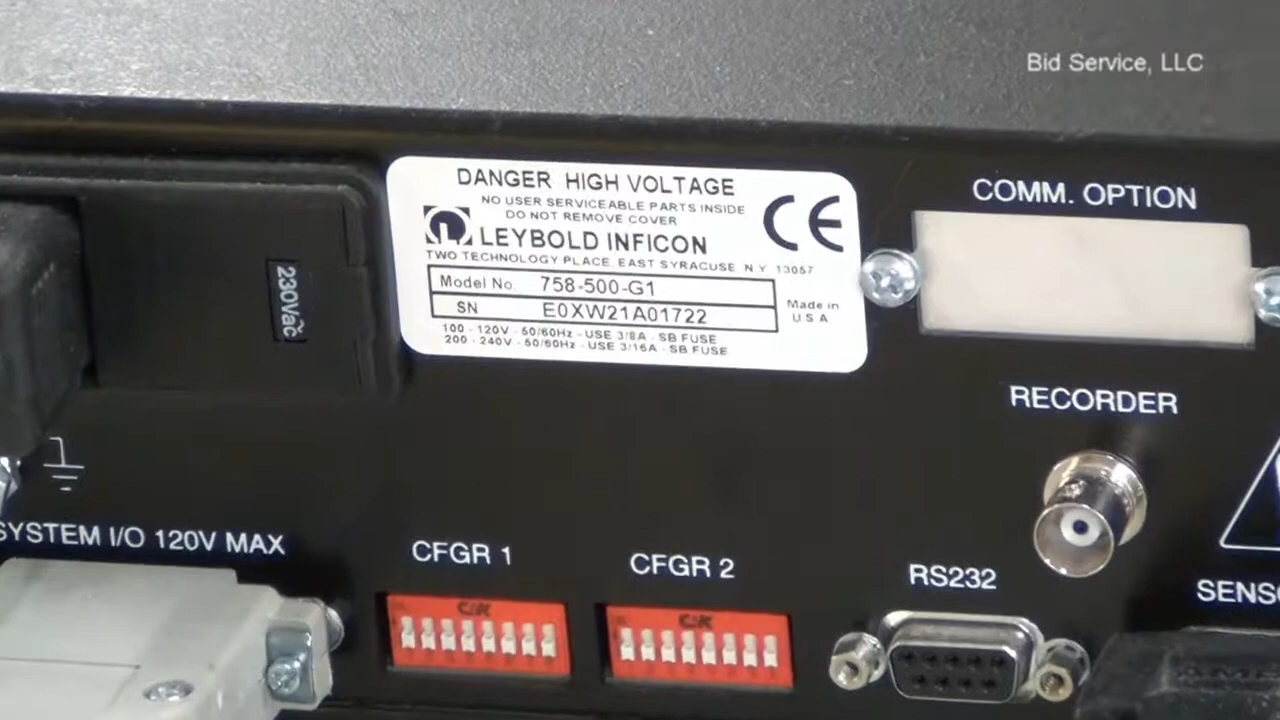 Bid Service, LLC
DANGER HIGH VOLTAGE
NO USER SERVICEABLE PARTS INSIDE
DO NOT REMOVE COVER
CE
LEYBOLD INFICON
TWO TECHNOLOGY PLACE, EAST SYRACUSE, N.Y. 13057
Model No. 758-500-G1
SN E0XW21A01722
Made in
U.S.A
100 - 120V - 50/60Hz - USE 3/8A - SB FUSE
200 - 240V - 50/60Hz - USE 3/16A - SB FUSE
COMM. OPTION
230Vac
RECORDER
SYSTEM I/O 120V MAX
CFGR 1
CFGR 2
RS232
SENSO
C&K
C&K